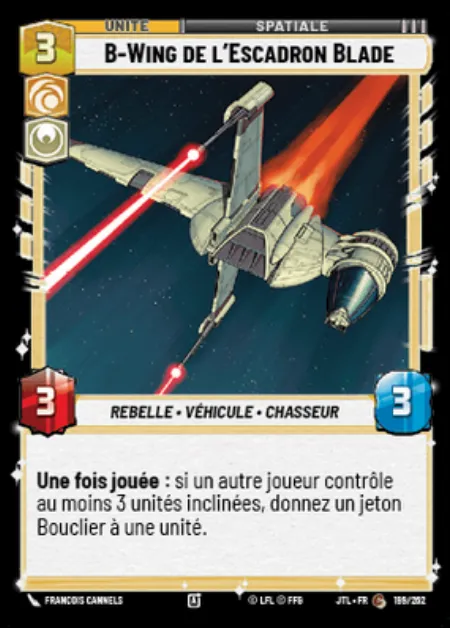 UNITÉ SPATIALE
3 B-WING DE L'ESCADRON BLADE
3 REBELLE • VÉHICULE • CHASSEUR 3
Une fois jouée : si un autre joueur contrôle
au moins 3 unités inclinées, donnez un jeton
Bouclier à une unité.
FRANCOIS CANNELS © LFL © FFG JTL • FR 199/262